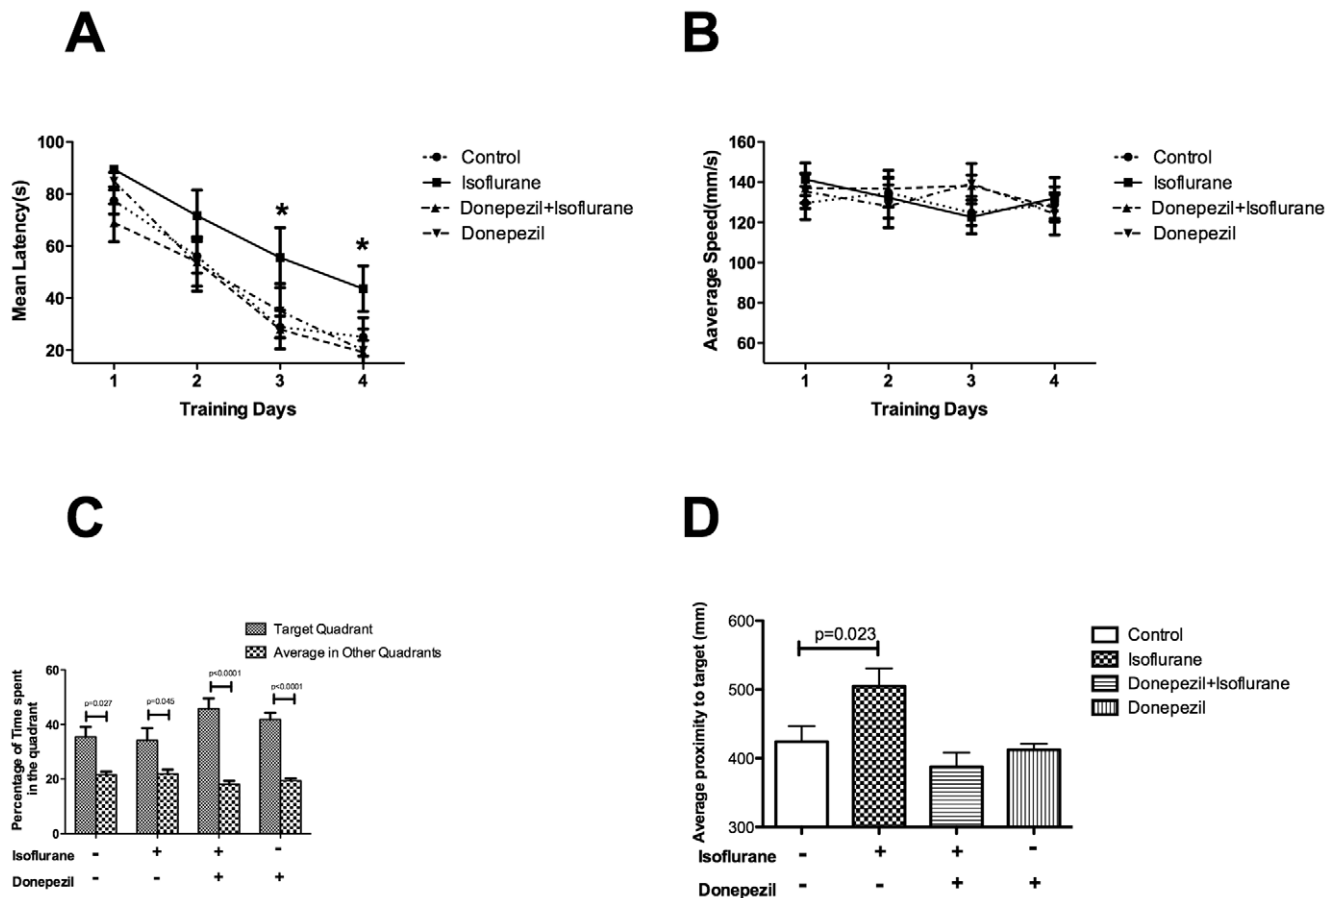 A
100
80
60
40
20
Mean Latency(s)
1 2 3 4
Training Days
*
*
Control
Isoflurane
Donepezil+Isoflurane
Donepezil
B
160
140
120
100
80
60
Aaverage Speed(mm/s)
1 2 3 4
Training Days
Control
Isoflurane
Donepezil+Isoflurane
Donepezil
C
Target Quadrant
Average in Other Quadrants
60
40
20
0
Percentage of Time spent
in the quadrant
p=0.027
p=0.045
p<0.0001
p<0.0001
Isoflurane - + + -
Donepezil - - + +
D
600
500
400
300
Average proximity to target (mm)
p=0.023
Control
Isoflurane
Donepezil+Isoflurane
Donepezil
Isoflurane - + + -
Donepezil - - + +